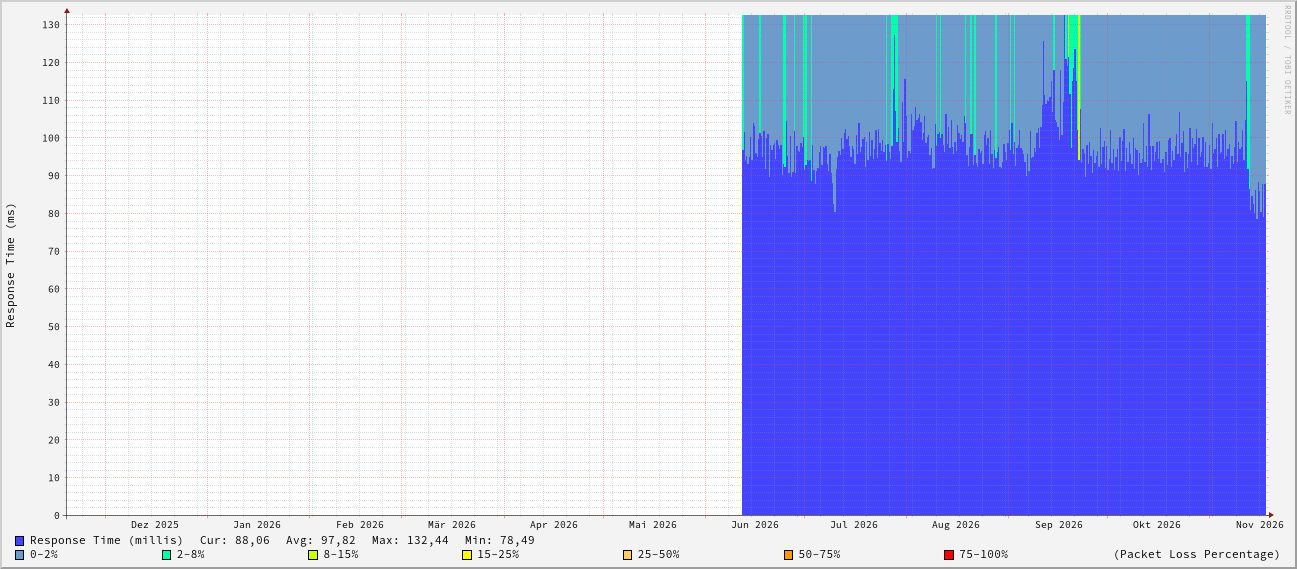 RRDTOOL / TOBI OETIKER
Response Time (ms)
130
120
110
100
90
80
70
60
50
40
30
20
10
0
Dez 2025 Jan 2026 Feb 2026 Mär 2026 Apr 2026 Mai 2026 Jun 2026 Jul 2026 Aug 2026 Sep 2026 Okt 2026 Nov 2026
Response Time (millis) Cur: 88,06 Avg: 97,82 Max: 132,44 Min: 78,49
0-2% 2-8% 8-15% 15-25% 25-50% 50-75% 75-100% (Packet Loss Percentage)